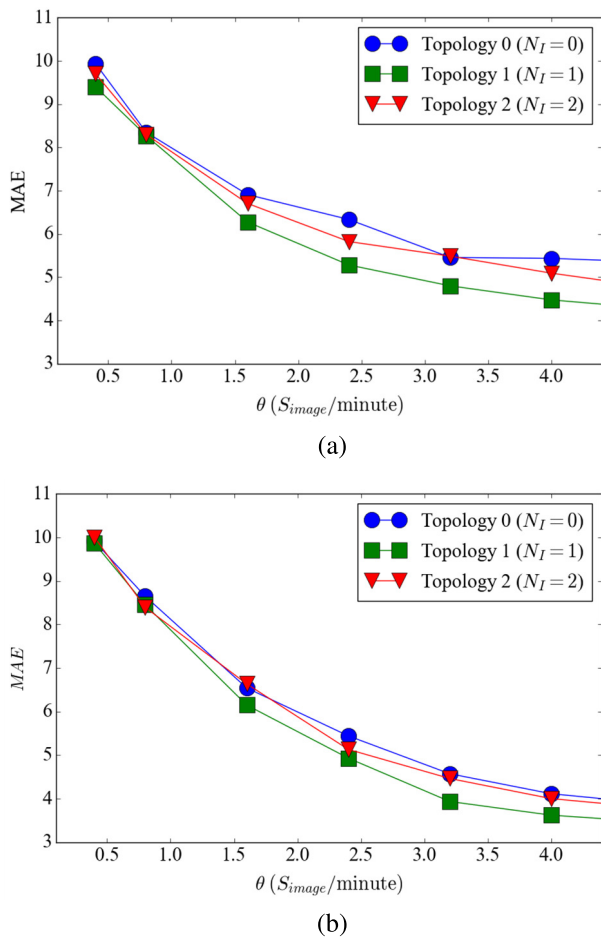 11
10
9
8
7
6
5
4
3
MAE
Topology 0 (N_I = 0)
Topology 1 (N_I = 1)
Topology 2 (N_I = 2)
0.5 1.0 1.5 2.0 2.5 3.0 3.5 4.0
θ (S_image/minute)
(a)
11
10
9
8
7
6
5
4
3
MAE
Topology 0 (N_I = 0)
Topology 1 (N_I = 1)
Topology 2 (N_I = 2)
0.5 1.0 1.5 2.0 2.5 3.0 3.5 4.0
θ (S_image/minute)
(b)